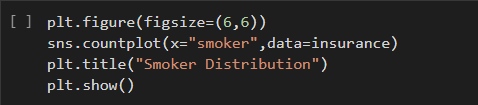 [ ] plt.figure(figsize=(6,6))
sns.countplot(x="smoker",data=insurance)
plt.title("Smoker Distribution")
plt.show()